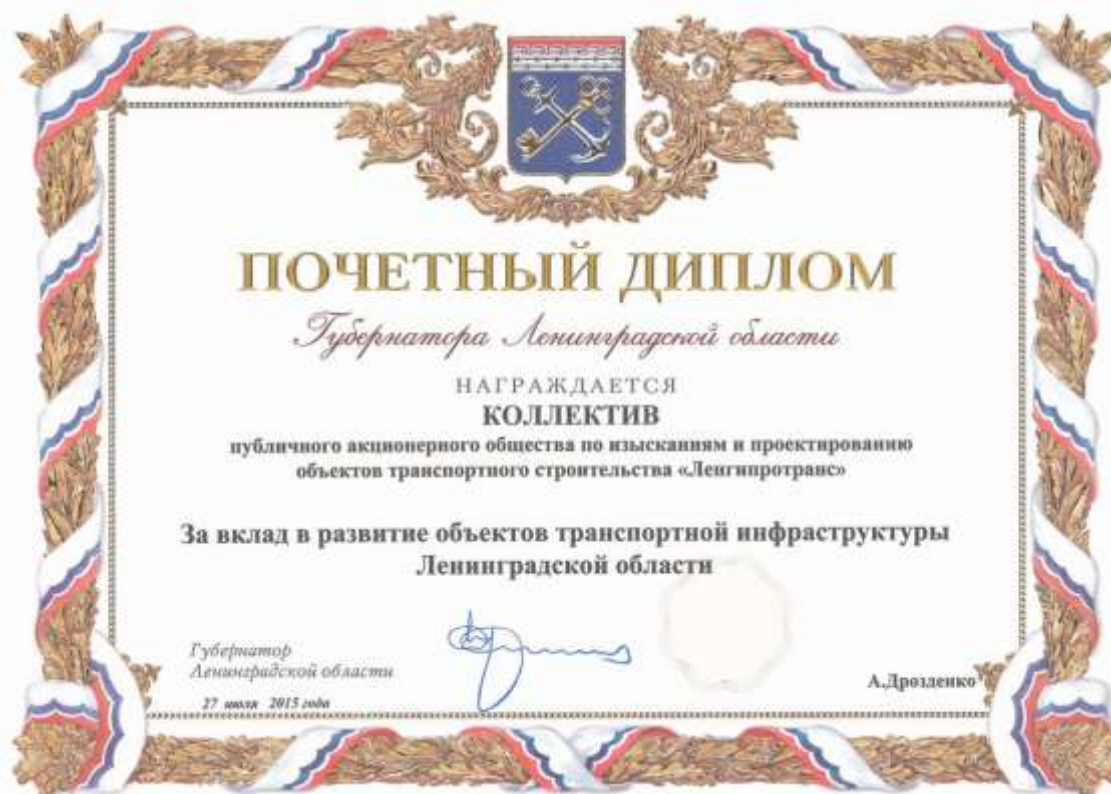 ПОЧЕТНЫЙ ДИПЛОМ
Губернатора Ленинградской области
НАГРАЖДАЕТСЯ
КОЛЛЕКТИВ
публичного акционерного общества по изысканиям и проектированию
объектов транспортного строительства «Ленгипротранс»
За вклад в развитие объектов транспортной инфраструктуры
Ленинградской области
Губернатор
Ленинградской области
А.Дрозденко
27 июля 2015 года